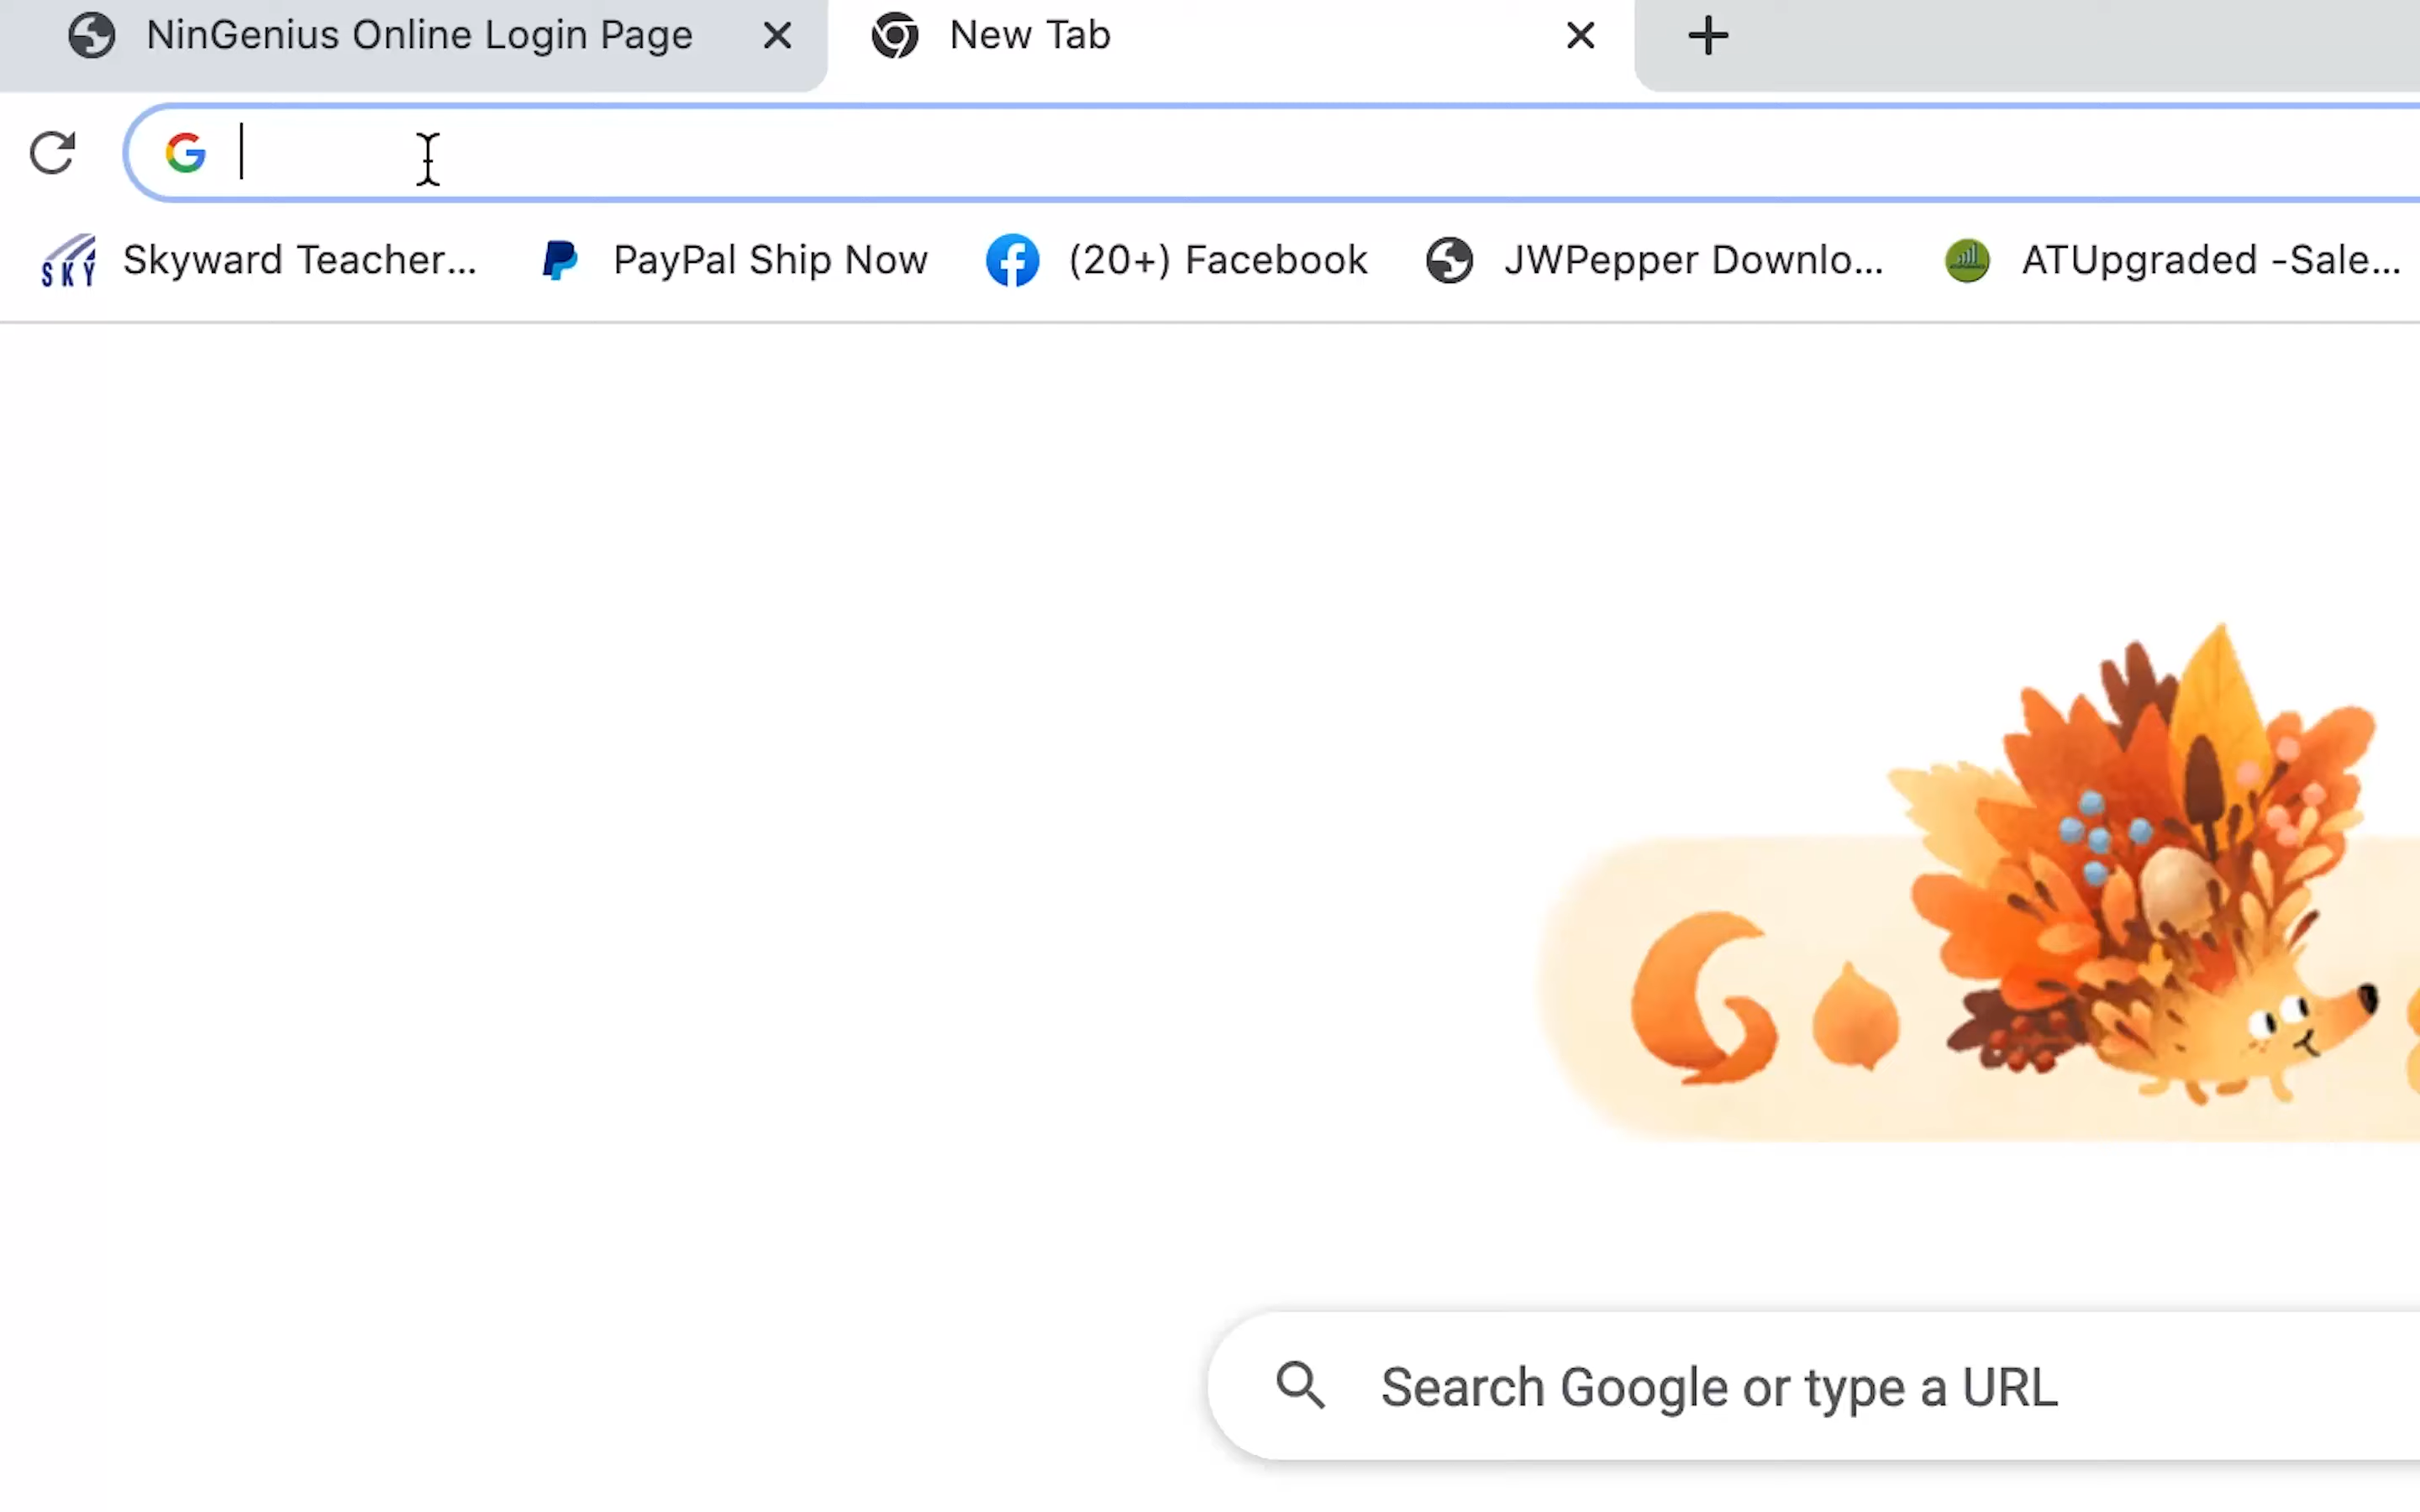 NinGenius Online Login Page New Tab
Skyward Teacher... PayPal Ship Now (20+) Facebook JWPepper Downlo... ATUpgraded -Sale...
Go
Search Google or type a URL